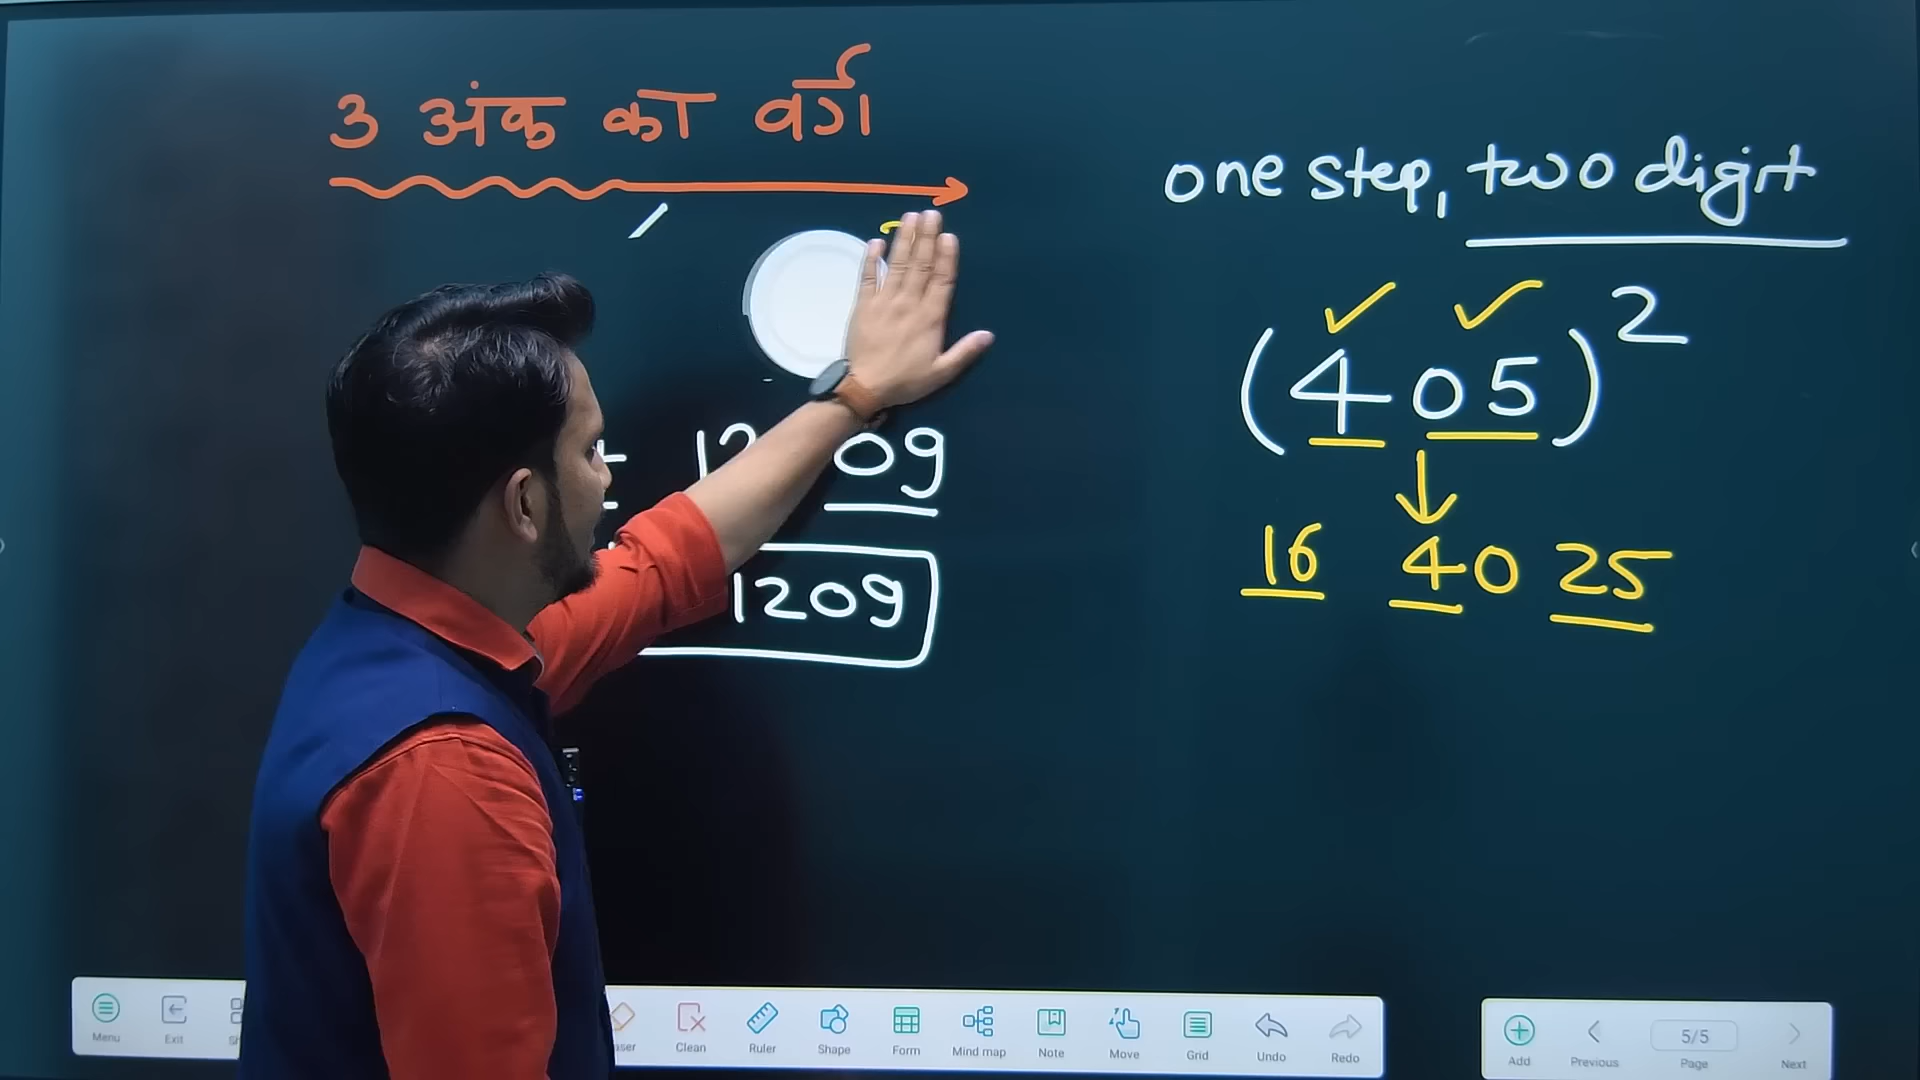 3 अंक का वर्ग
one step, two digit
(405)²
16 40 25
+ 12 09
1209
Menu
Exit
Clean
Ruler
Shape
Form
Mind map
Note
Move
Grid
Undo
Redo
Add
Previous
5/5
Page
Next